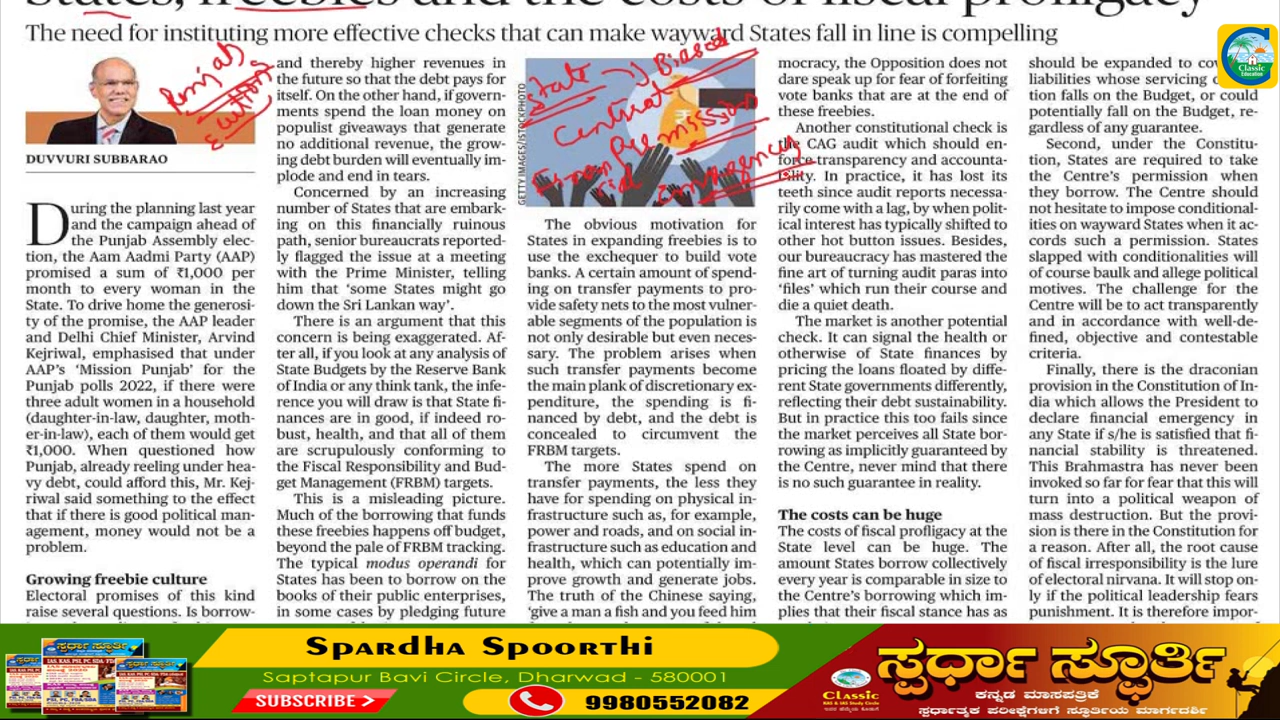 States, freebies and the costs of fiscal profligacy
The need for instituting more effective checks that can make wayward States fall in line is compelling
DUVVURI SUBBARAO
During the planning last year
and the campaign ahead of
the Punjab Assembly elec-
tion, the Aam Aadmi Party (AAP)
promised a sum of ₹1,000 per
month to every woman in the
State. To drive home the generosi-
ty of the promise, the AAP leader
and Delhi Chief Minister, Arvind
Kejriwal, emphasised that under
AAP's 'Mission Punjab' for the
Punjab polls 2022, if there were
three adult women in a household
(daughter-in-law, daughter, moth-
er-in-law), each of them would get
₹1,000. When questioned how
Punjab, already reeling under hea-
vy debt, could afford this, Mr. Kej-
riwal said something to the effect
that if there is good political man-
agement, money would not be a
problem.
Growing freebie culture
Electoral promises of this kind
raise several questions. Is borrow-
and thereby higher revenues in
the future so that the debt pays for
itself. On the other hand, if govern-
ments spend the loan money on
populist giveaways that generate
no additional revenue, the grow-
ing debt burden will eventually im-
plode and end in tears.
Concerned by an increasing
number of States that are embark-
ing on this financially ruinous
path, senior bureaucrats reported-
ly flagged the issue at a meeting
with the Prime Minister, telling
him that 'some States might go
down the Sri Lankan way'.
There is an argument that this
concern is being exaggerated. Af-
ter all, if you look at any analysis of
State Budgets by the Reserve Bank
of India or any think tank, the infe-
rence you will draw is that State fi-
nances are in good, if indeed ro-
bust, health, and that all of them
are scrupulously conforming to
the Fiscal Responsibility and Bud-
get Management (FRBM) targets.
This is a misleading picture.
Much of the borrowing that funds
these freebies happens off budget,
beyond the pale of FRBM tracking.
The typical modus operandi for
States has been to borrow on the
books of their public enterprises,
in some cases by pledging future
GETTY IMAGES/ISTOCKPHOTO
State → Biased
Central
permission
Emergency
The obvious motivation for
States in expanding freebies is to
use the exchequer to build vote
banks. A certain amount of spend-
ing on transfer payments to pro-
vide safety nets to the most vulner-
able segments of the population is
not only desirable but even neces-
sary. The problem arises when
such transfer payments become
the main plank of discretionary ex-
penditure, the spending is fi-
nanced by debt, and the debt is
concealed to circumvent the
FRBM targets.
The more States spend on
transfer payments, the less they
have for spending on physical in-
frastructure such as, for example,
power and roads, and on social in-
frastructure such as education and
health, which can potentially im-
prove growth and generate jobs.
The truth of the Chinese saying,
'give a man a fish and you feed him
mocracy, the Opposition does not
dare speak up for fear of forfeiting
vote banks that are at the end of
these freebies.
Another constitutional check is
the CAG audit which should en-
force transparency and accounta-
bility. In practice, it has lost its
teeth since audit reports necessa-
rily come with a lag, by when polit-
ical interest has typically shifted to
other hot button issues. Besides,
our bureaucracy has mastered the
fine art of turning audit paras into
'files' which run their course and
die a quiet death.
The market is another potential
check. It can signal the health or
otherwise of State finances by
pricing the loans floated by diffe-
rent State governments differently,
reflecting their debt sustainability.
But in practice this too fails since
the market perceives all State bor-
rowing as implicitly guaranteed by
the Centre, never mind that there
is no such guarantee in reality.
The costs can be huge
The costs of fiscal profligacy at the
State level can be huge. The
amount States borrow collectively
every year is comparable in size to
the Centre's borrowing which im-
plies that their fiscal stance has as
should be expanded to
liabilities whose servicing
tion falls on the Budget, or could
potentially fall on the Budget, re-
gardless of any guarantee.
Second, under the Constitu-
tion, States are required to take
the Centre's permission when
they borrow. The Centre should
not hesitate to impose conditional-
ities on wayward States when it ac-
cords such a permission. States
slapped with conditionalities will
of course baulk and allege political
motives. The challenge for the
Centre will be to act transparently
and in accordance with well-de-
fined, objective and contestable
criteria.
Finally, there is the draconian
provision in the Constitution of In-
dia which allows the President to
declare financial emergency in
any State if s/he is satisfied that fi-
nancial stability is threatened.
This Brahmastra has never been
invoked so far for fear that this will
turn into a political weapon of
mass destruction. But the provi-
sion is there in the Constitution for
a reason. After all, the root cause
of fiscal irresponsibility is the lure
of electoral nirvana. It will stop on-
ly if the political leadership fears
punishment. It is therefore impor-
Classic
Education
SPARDHA SPOORTHI
Saptapur Bavi Circle, Dharwad - 580001
SUBSCRIBE
9980552082
Classic
ಸ್ಪರ್ಧಾ ಸ್ಫೂರ್ತಿ
ಕನ್ನಡ ಮಾಸಪತ್ರಿಕೆ
ಸ್ಪರ್ಧಾತ್ಮಕ ಪರೀಕ್ಷೆಗಳಿಗೆ ಸ್ಫೂರ್ತಿಯ ಮಾರ್ಗದರ್ಶಿ